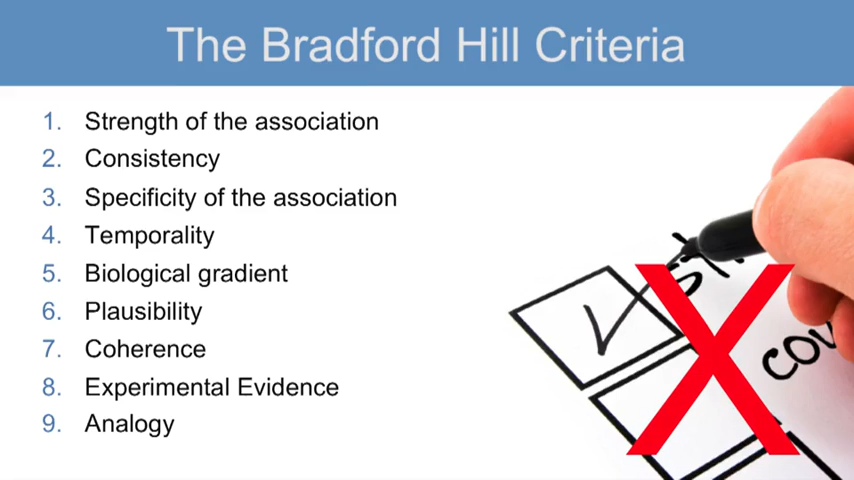 The Bradford Hill Criteria
1. Strength of the association
2. Consistency
3. Specificity of the association
4. Temporality
5. Biological gradient
6. Plausibility
7. Coherence
8. Experimental Evidence
9. Analogy